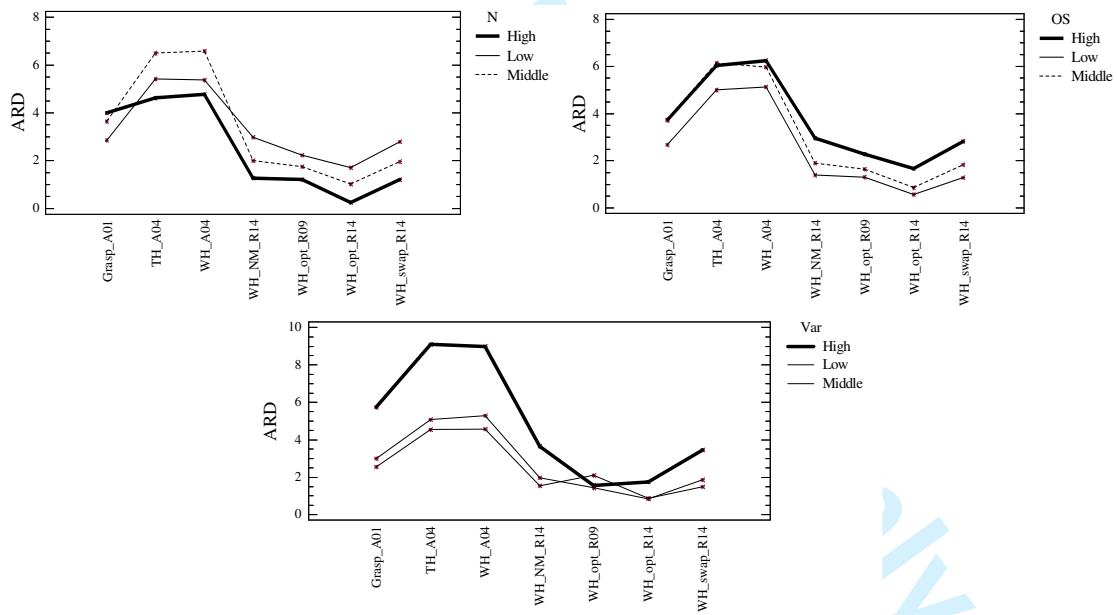 8
6
4
2
0
ARD
Grasp_A01
TH_A04
WH_A04
WH_NM_R14
WH_opt_R09
WH_opt_R14
WH_swap_R14
N
High
Low
Middle
8
6
4
2
0
ARD
Grasp_A01
TH_A04
WH_A04
WH_NM_R14
WH_opt_R09
WH_opt_R14
WH_swap_R14
OS
High
Low
Middle
10
8
6
4
2
0
ARD
Grasp_A01
TH_A04
WH_A04
WH_NM_R14
WH_opt_R09
WH_opt_R14
WH_swap_R14
Var
High
Low
Middle